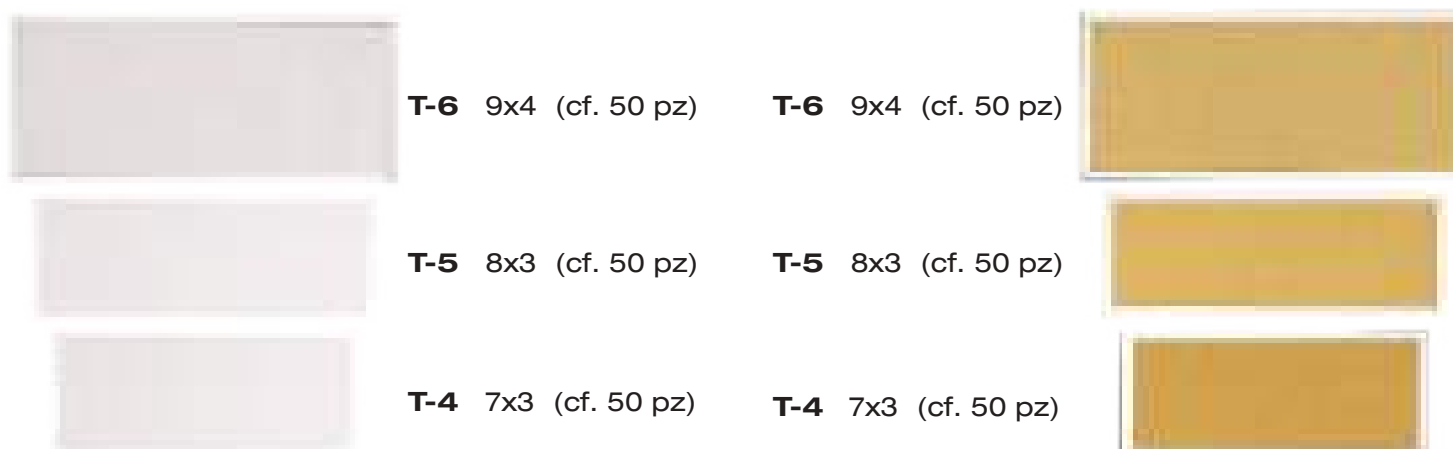 T-6 9x4 (cf. 50 pz)
T-6 9x4 (cf. 50 pz)
T-5 8x3 (cf. 50 pz)
T-5 8x3 (cf. 50 pz)
T-4 7x3 (cf. 50 pz)
T-4 7x3 (cf. 50 pz)